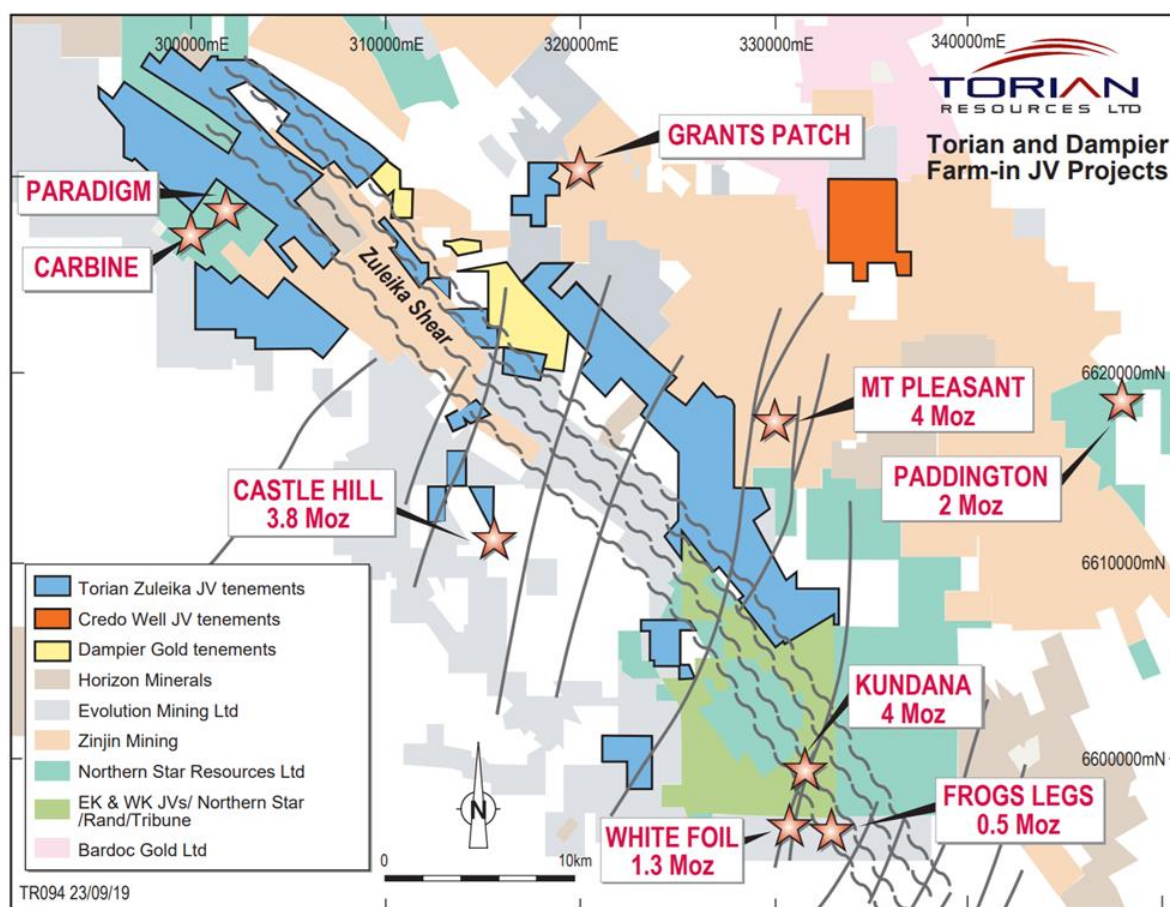 300000mE
310000mE
320000mE
330000mE
340000mE
TORIAN
RESOURCES LTD
Torian and Dampier
Farm-in JV Projects
GRANTS PATCH
PARADIGM
CARBINE
Zuleika Shear
6620000mN
MT PLEASANT
4 Moz
PADDINGTON
2 Moz
CASTLE HILL
3.8 Moz
6610000mN
Torian Zuleika JV tenements
Credo Well JV tenements
Dampier Gold tenements
Horizon Minerals
Evolution Mining Ltd
Zinjin Mining
Northern Star Resources Ltd
EK & WK JVs/ Northern Star
/Rand/Tribune
Bardoc Gold Ltd
KUNDANA
4 Moz
6600000mN
FROGS LEGS
0.5 Moz
WHITE FOIL
1.3 Moz
N
0
10km
TR094 23/09/19